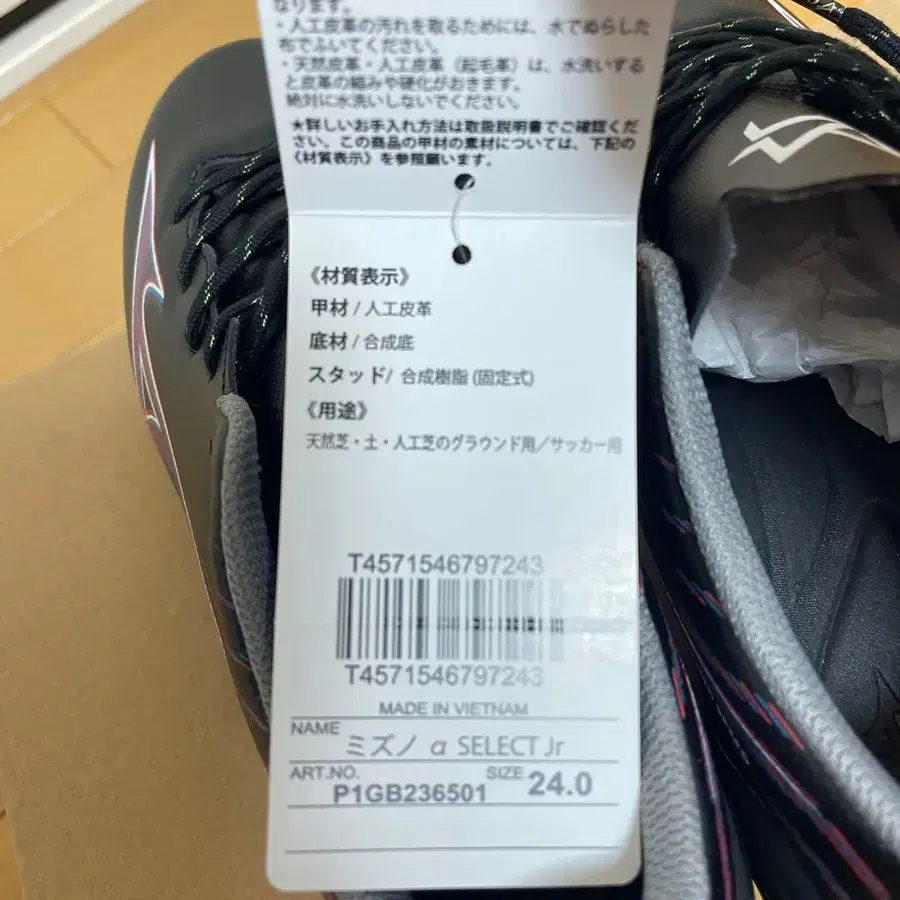 なります。
・人工皮革の汚れを取るためには、水でぬらした
布でふいてください。
・天然皮革・人工皮革（起毛革）は、水洗いする
と皮革の縮みや硬化がおきます。
絶対に水洗いしないでください。
★詳しいお手入れ方法は取扱説明書でご確認くだ
さい。この商品の甲材の素材については、下記の
《材質表示》を参照願います。
《材質表示》
甲材 / 人工皮革
底材 / 合成底
スタッド/ 合成樹脂 (固定式)
《用途》
天然芝・土・人工芝のグラウンド用／サッカー用
T4571546797243
T4571546797243
MADE IN VIETNAM
NAME ミズノ α SELECT Jr
ART.NO. P1GB236501 SIZE 24.0